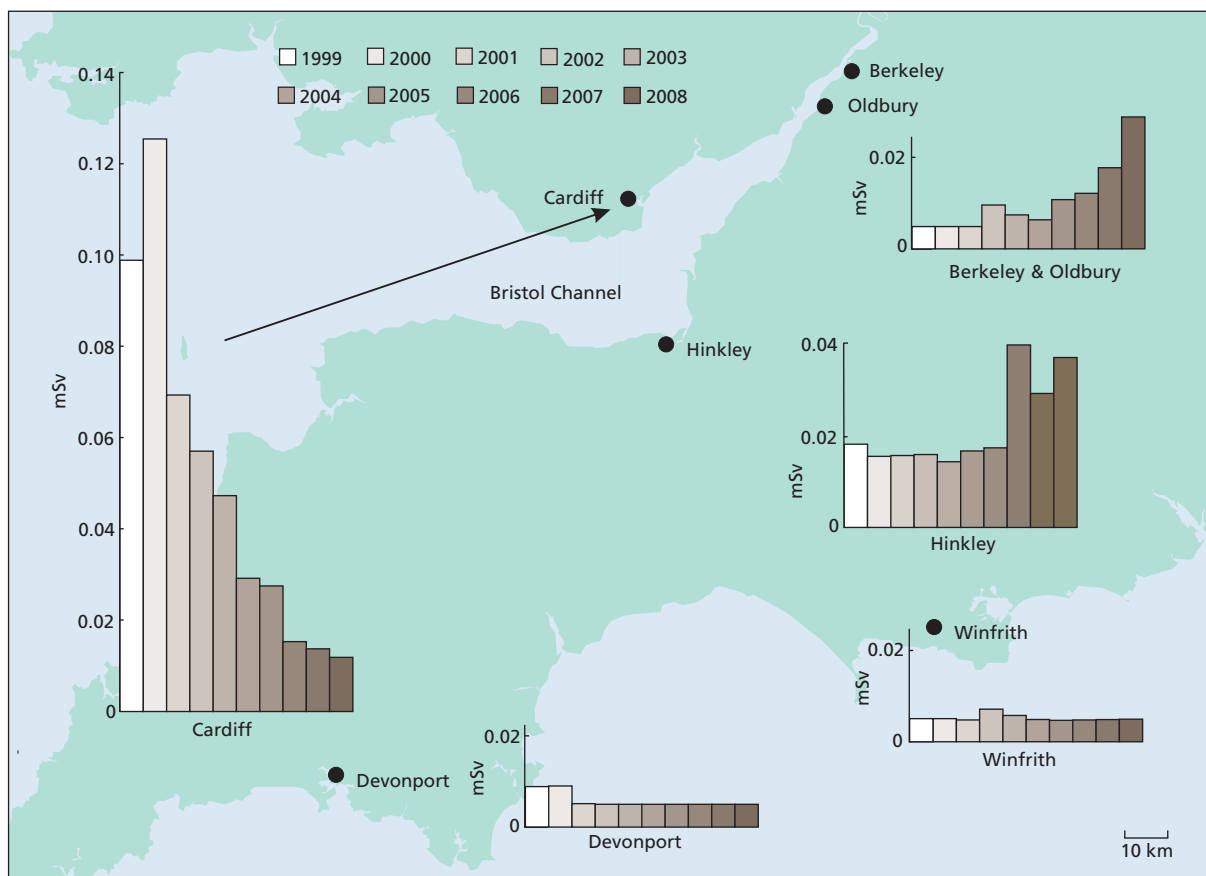 1999 2000 2001 2002 2003
2004 2005 2006 2007 2008
0.14
0.12
0.10
0.08
0.06
0.04
0.02
0
mSv
Cardiff
Berkeley
Oldbury
Cardiff
Bristol Channel
Hinkley
0.02
0
mSv
Berkeley & Oldbury
0.04
0.02
0
mSv
Hinkley
Winfrith
0.02
0
mSv
Winfrith
Devonport
0.02
0
mSv
Devonport
10 km